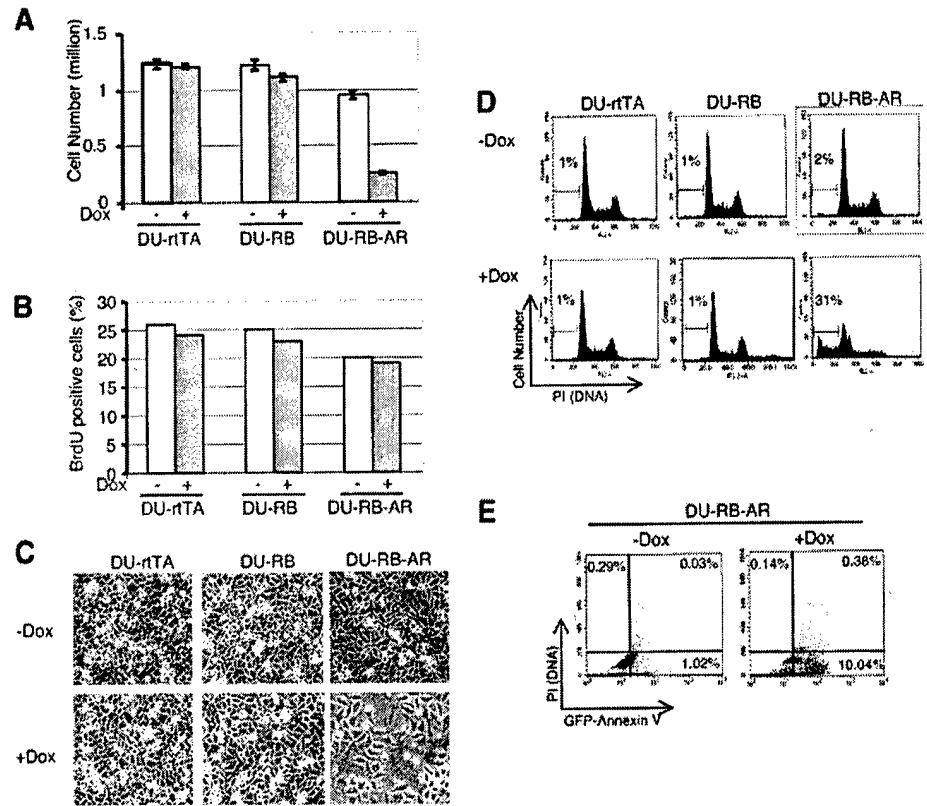 A
Cell Number (million)
1.5
1
0.5
0
Dox - + - + - +
DU-rtTA DU-RB DU-RB-AR
B
BrdU positive cells (%)
30
25
20
15
10
5
0
Dox - + - + - +
DU-rtTA DU-RB DU-RB-AR
C
DU-rtTA DU-RB DU-RB-AR
-Dox
+Dox
D
DU-rtTA DU-RB DU-RB-AR
-Dox
1% 1% 2%
+Dox
1% 1% 31%
Cell Number
PI (DNA)
E
DU-RB-AR
-Dox +Dox
0.29% 0.03% 0.14% 0.38%
1.02% 10.04%
PI (DNA)
GFP-Annexin V